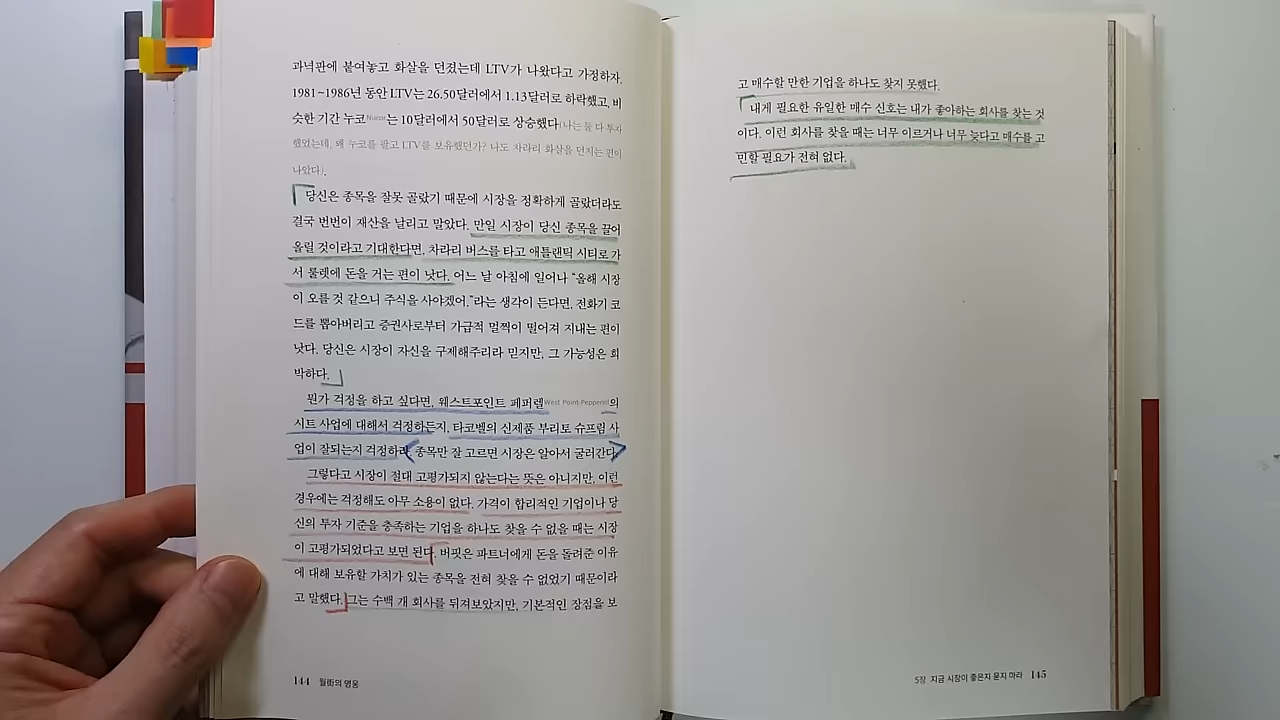 과녁판에 붙여놓고 화살을 던졌는데 LTV가 나왔다고 가정하자.
1981~1986년 동안 LTV는 26.50달러에서 1.13달러로 하락했고, 비
슷한 기간 누코Nucor는 10달러에서 50달러로 상승했다(나는 둘 다 투자
했었는데, 왜 누코를 팔고 LTV를 보유했던가? 나도 차라리 화살을 던지는 편이
나았다).
당신은 종목을 잘못 골랐기 때문에 시장을 정확하게 골랐더라도
결국 번번이 재산을 날리고 말았다. 만일 시장이 당신 종목을 끌어
올릴 것이라고 기대한다면, 차라리 버스를 타고 애틀랜틱 시티로 가
서 룰렛에 돈을 거는 편이 낫다. 어느 날 아침에 일어나 “올해 시장
이 오를 것 같으니 주식을 사야겠어.”라는 생각이 든다면, 전화기 코
드를 뽑아버리고 증권사로부터 가급적 멀찍이 떨어져 지내는 편이
낫다. 당신은 시장이 자신을 구제해주리라 믿지만, 그 가능성은 희
박하다.
뭔가 걱정을 하고 싶다면, 웨스트포인트 페퍼렐West Point-Pepperell의
시트 사업에 대해서 걱정하든지, 타코벨의 신제품 부리토 슈프림 사
업이 잘되는지 걱정하라. 종목만 잘 고르면 시장은 알아서 굴러간다.
그렇다고 시장이 절대 고평가되지 않는다는 뜻은 아니지만, 이런
경우에는 걱정해도 아무 소용이 없다. 가격이 합리적인 기업이나 당
신의 투자 기준을 충족하는 기업을 하나도 찾을 수 없을 때는 시장
이 고평가되었다고 보면 된다. 버핏은 파트너에게 돈을 돌려준 이유
에 대해 보유할 가치가 있는 종목을 전혀 찾을 수 없었기 때문이라
고 말했다. 그는 수백 개 회사를 뒤져보았지만, 기본적인 장점을 보
144 월街의 영웅
고 매수할 만한 기업을 하나도 찾지 못했다.
내게 필요한 유일한 매수 신호는 내가 좋아하는 회사를 찾는 것
이다. 이런 회사를 찾을 때는 너무 이르거나 너무 늦다고 매수를 고
민할 필요가 전혀 없다.
5장 지금 시장이 좋은지 묻지 마라 145